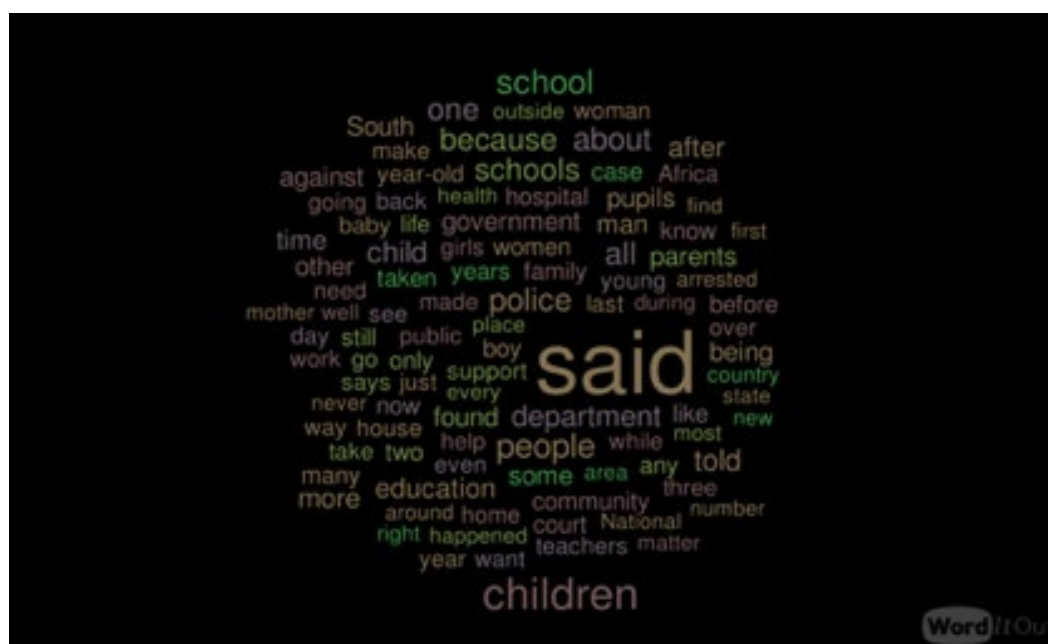 school
one outside woman
South because about after
make
against year-old schools case Africa
going back health hospital pupils find
baby life government man know first
time child girls women all parents
other taken years family young arrested
need made police last during before
mother well see
day still public place said over
work go only boy being
says just support country
never now every state
way house found department like new
take two help people while most
many even some area any told
more education community three
around home court National number
right happened teachers matter
year want
children
WordItOu